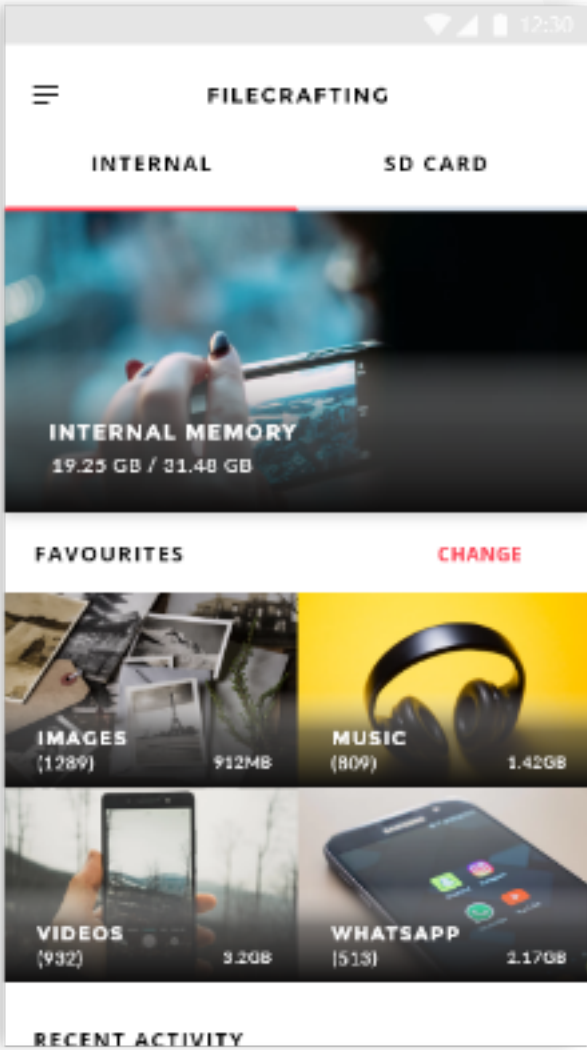 12:30
FILECRAFTING
INTERNAL SD CARD
INTERNAL MEMORY
19.25 GB / 31.48 GB
FAVOURITES CHANGE
IMAGES
(1289) 912MB
MUSIC
(809) 1.42GB
VIDEOS
(932) 3.2GB
WHATSAPP
(513) 2.17GB
RECENT ACTIVITY